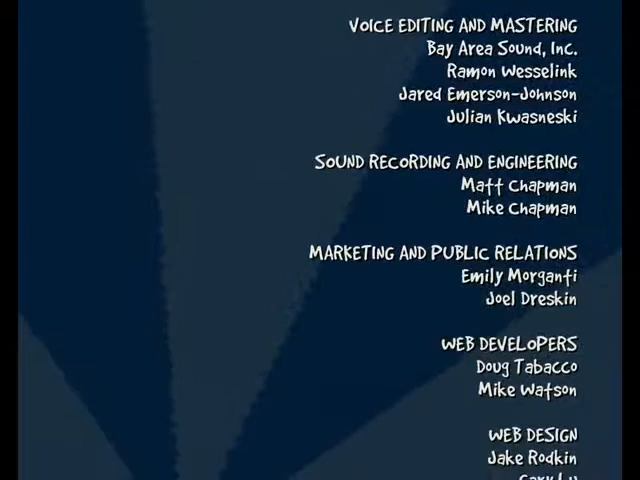 VOICE EDITING AND MASTERING
Bay Area Sound, Inc.
Ramon Wesselink
Jared Emerson-Johnson
Julian Kwasneski
SOUND RECORDING AND ENGINEERING
Matt Chapman
Mike Chapman
MARKETING AND PUBLIC RELATIONS
Emily Morganti
Joel Dreskin
WEB DEVELOPERS
Doug Tabacco
Mike Watson
WEB DESIGN
Jake Rodkin